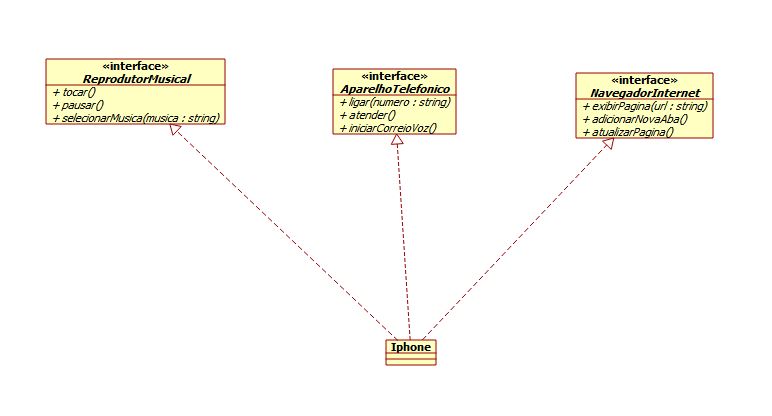 «interface»
ReprodutorMusical
+ tocar()
+ pausar()
+ selecionarMusica(musica : string)
«interface»
AparelhoTelefonico
+ ligar(numero : string)
+ atender()
+ iniciarCorreioVoz()
«interface»
NavegadorInternet
+ exibirPagina(url : string)
+ adicionarNovaAba()
+ atualizarPagina()
Iphone